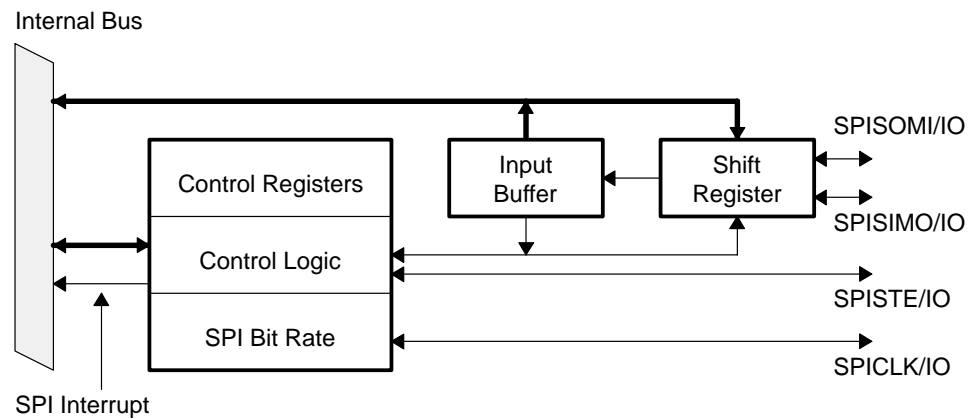 Internal Bus
SPISOMI/IO
Input
Buffer
Shift
Register
Control Registers
SPISIMO/IO
Control Logic
SPISTE/IO
SPI Bit Rate
SPICLK/IO
SPI Interrupt